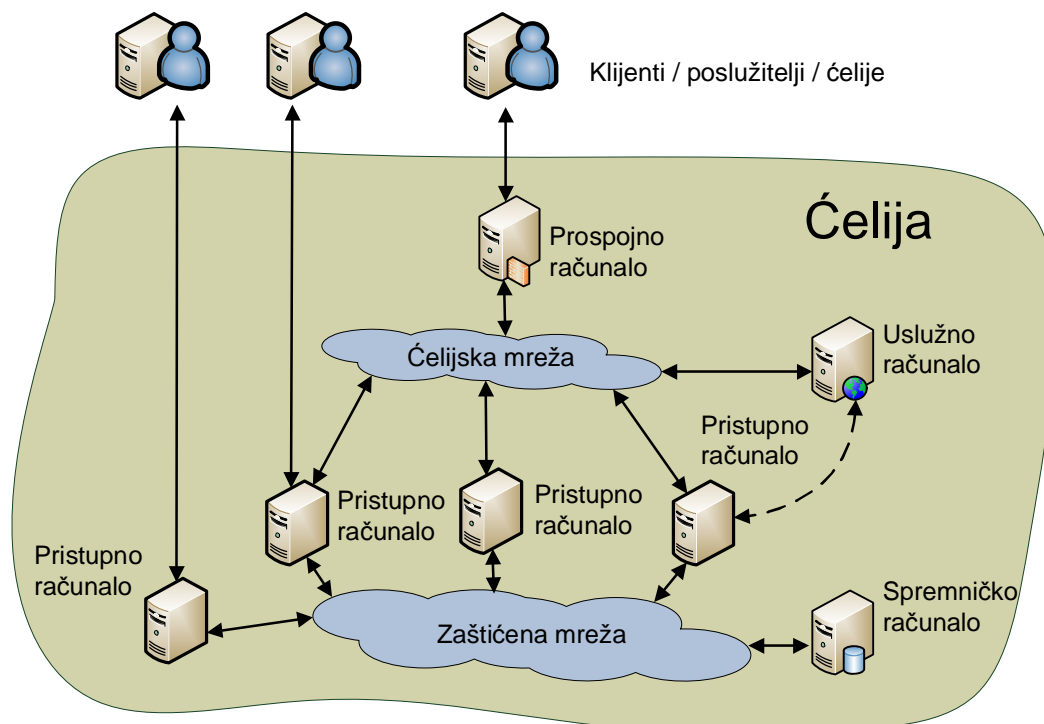 Klijenti / poslužitelji / ćelije
Ćelija
Prospojno
računalo
Ćelijska mreža
Uslužno
računalo
Pristupno
računalo
Pristupno
računalo
Pristupno
računalo
Pristupno
računalo
Zaštićena mreža
Spremničko
računalo